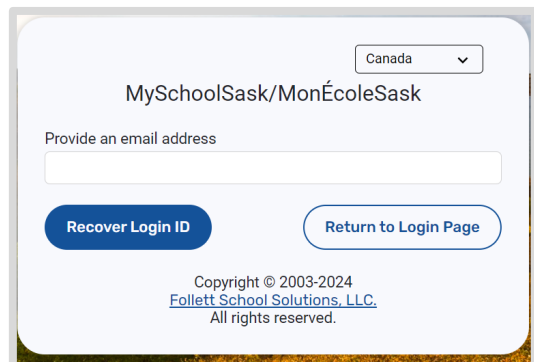 Canada
MySchoolSask/MonÉcoleSask
Provide an email address
Recover Login ID
Return to Login Page
Copyright © 2003-2024
Follett School Solutions, LLC.
All rights reserved.